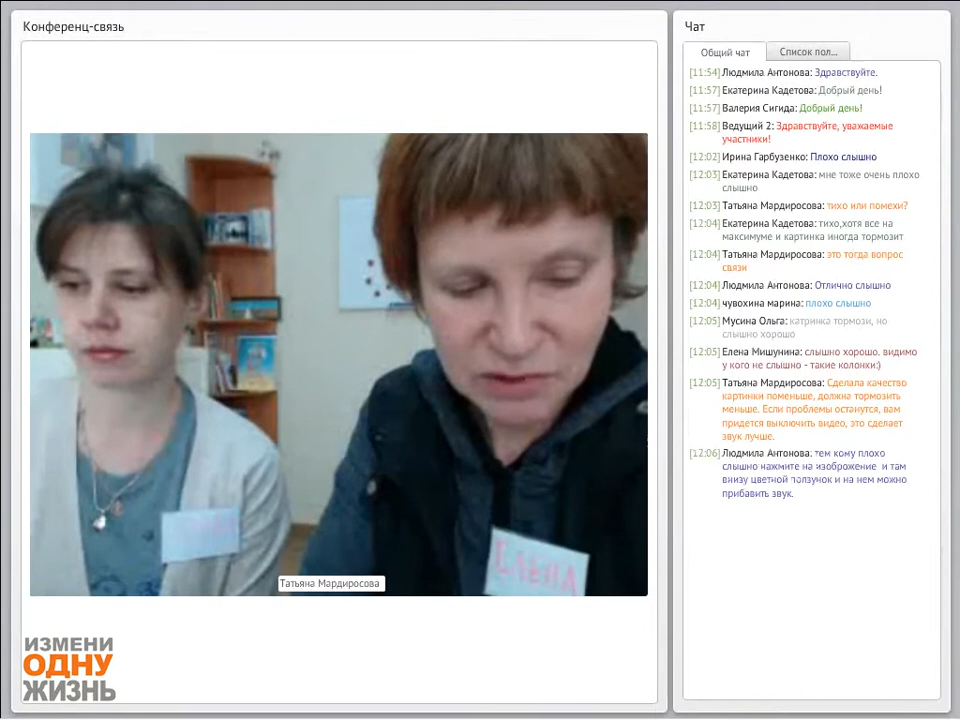 Конференц-связь
Татьяна Мардиросова
ИЗМЕНИ
ОДНУ
ЖИЗНЬ
Чат
Общий чат
Список пол...
[11:54] Людмила Антонова: Здравствуйте.
[11:57] Екатерина Кадетова: Добрый день!
[11:57] Валерия Сигида: Добрый день!
[11:58] Ведущий 2: Здравствуйте, уважаемые
участники!
[12:02] Ирина Гарбузенко: Плохо слышно
[12:03] Екатерина Кадетова: мне тоже очень плохо
слышно
[12:03] Татьяна Мардиросова: тихо или помехи?
[12:04] Екатерина Кадетова: тихо,хотя все на
максимуме и картинка иногда тормозит
[12:04] Татьяна Мардиросова: это тогда вопрос
связи
[12:04] Людмила Антонова: Отлично слышно
[12:04] чувохина марина: плохо слышно
[12:05] Мусина Ольга: катринка тормози, но
слышно хорошо
[12:05] Елена Мишунина: слышно хорошо. видимо
у кого не слышно - такие колонки:)
[12:05] Татьяна Мардиросова: Сделала качество
картинки поменьше, должна тормозить
меньше. Если проблемы останутся, вам
придется выключить видео, это сделает
звук лучше.
[12:06] Людмила Антонова: тем кому плохо
слышно нажмите на изоброжение и там
внизу цветной ползунок и на нем можно
прибавить звук.